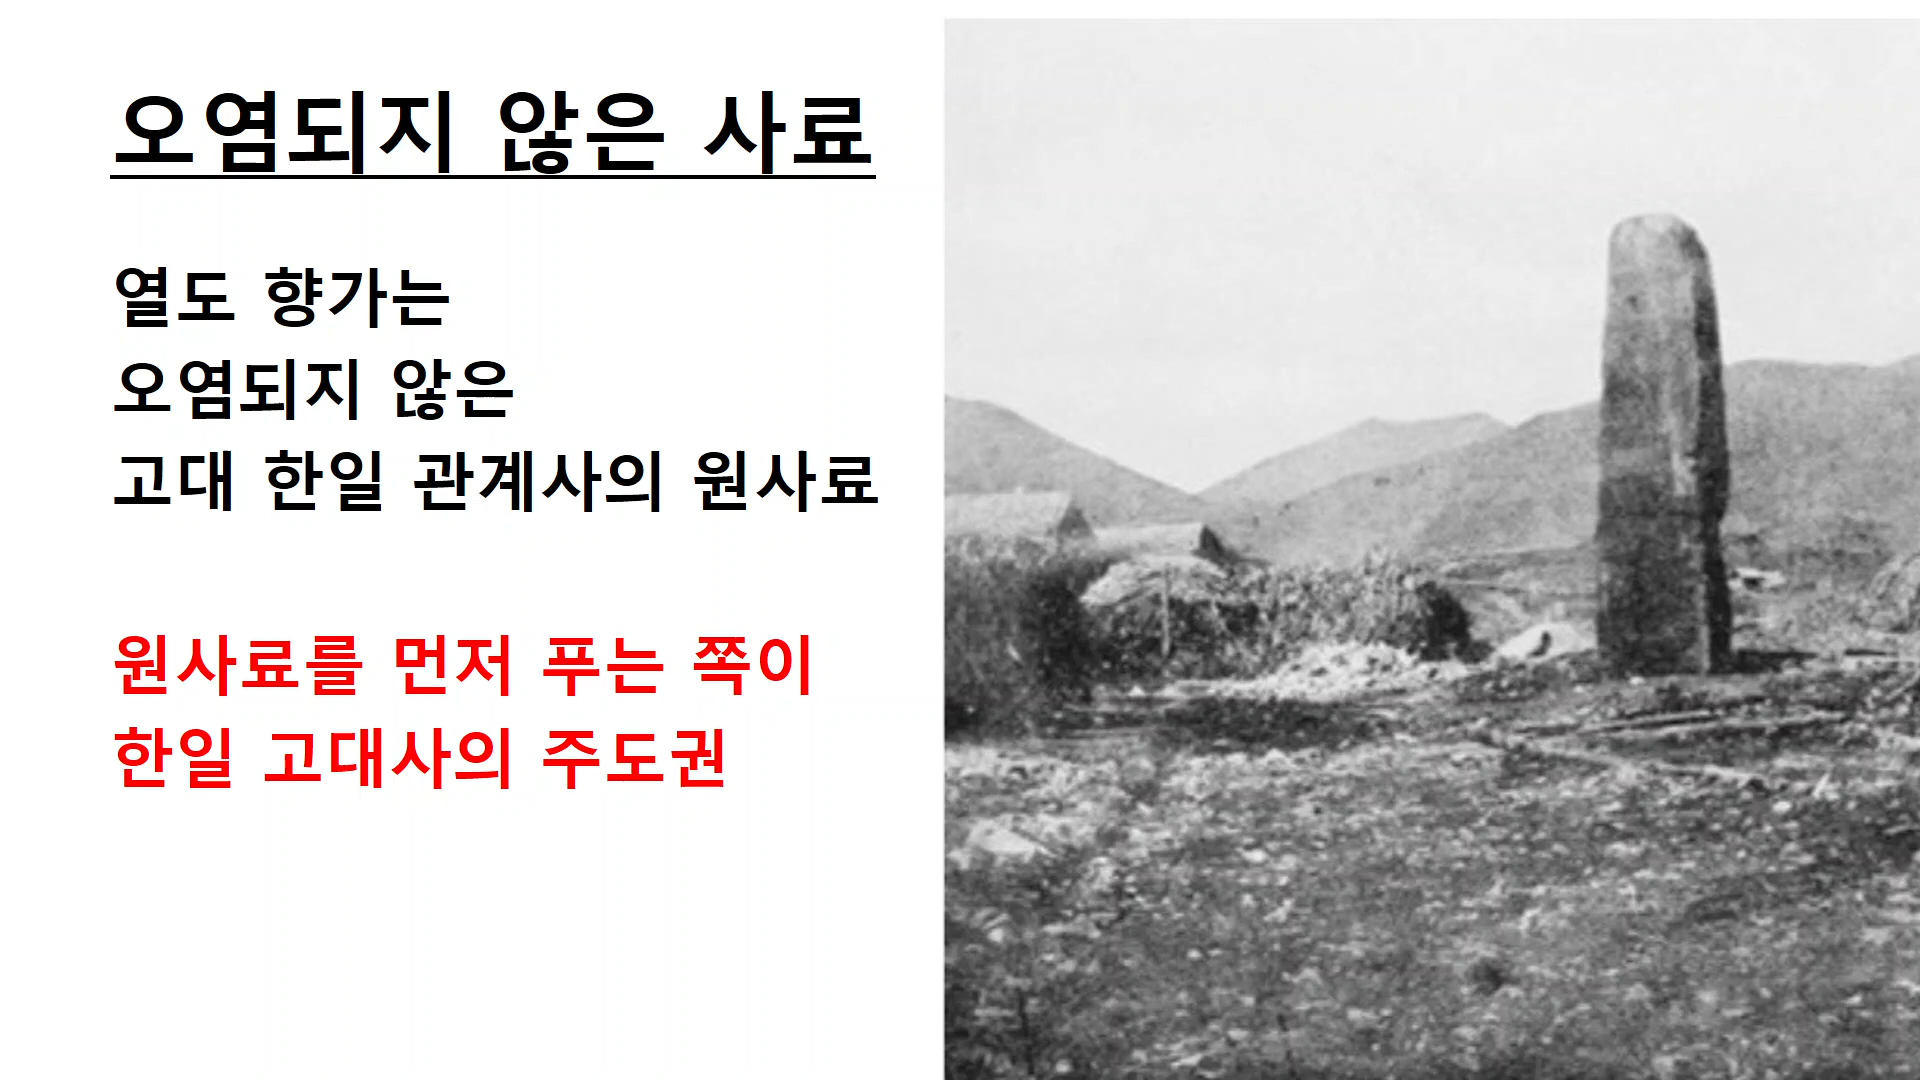 오염되지 않은 사료
열도 향가는
오염되지 않은
고대 한일 관계사의 원사료
원사료를 먼저 푸는 쪽이
한일 고대사의 주도권